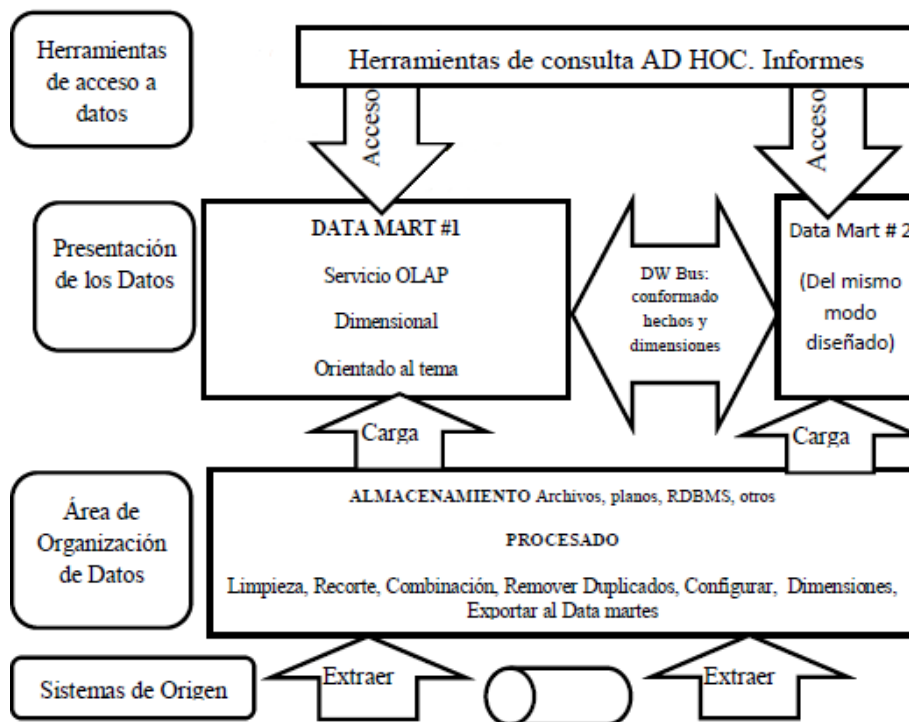 Herramientas
de acceso a
datos
Herramientas de consulta AD HOC. Informes
Acceso
Acceso
Presentación
de los Datos
DATA MART #1
Servicio OLAP
Dimensional
Orientado al tema
DW Bus:
conformado
hechos y
dimensiones
Data Mart # 2
(Del mismo
modo
diseñado)
Carga
Carga
Área de
Organización
de Datos
ALMACENAMIENTO Archivos, planos, RDBMS, otros
PROCESADO
Limpieza, Recorte, Combinación, Remover Duplicados, Configurar, Dimensiones,
Exportar al Data martes
Sistemas de Origen
Extraer
Extraer